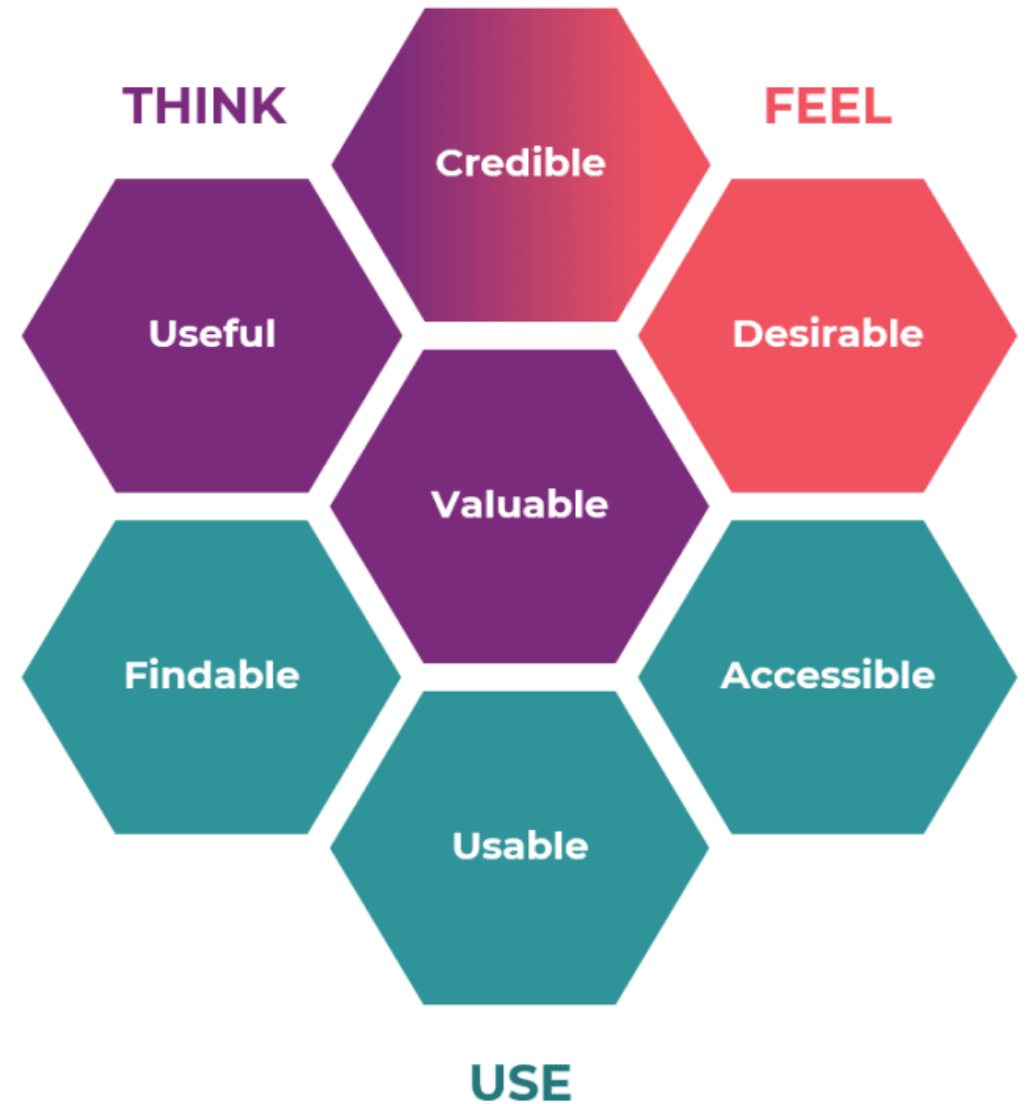 THINK
FEEL
Credible
Useful
Desirable
Valuable
Findable
Accessible
Usable
USE